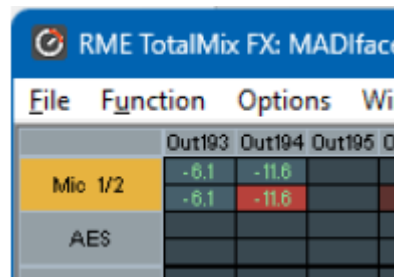 RME TotalMix FX: MADIface
File Function Options Wi
Out193 Out194 Out195 O
Mic 1/2 -6.1 -11.6
-6.1 -11.6
AES